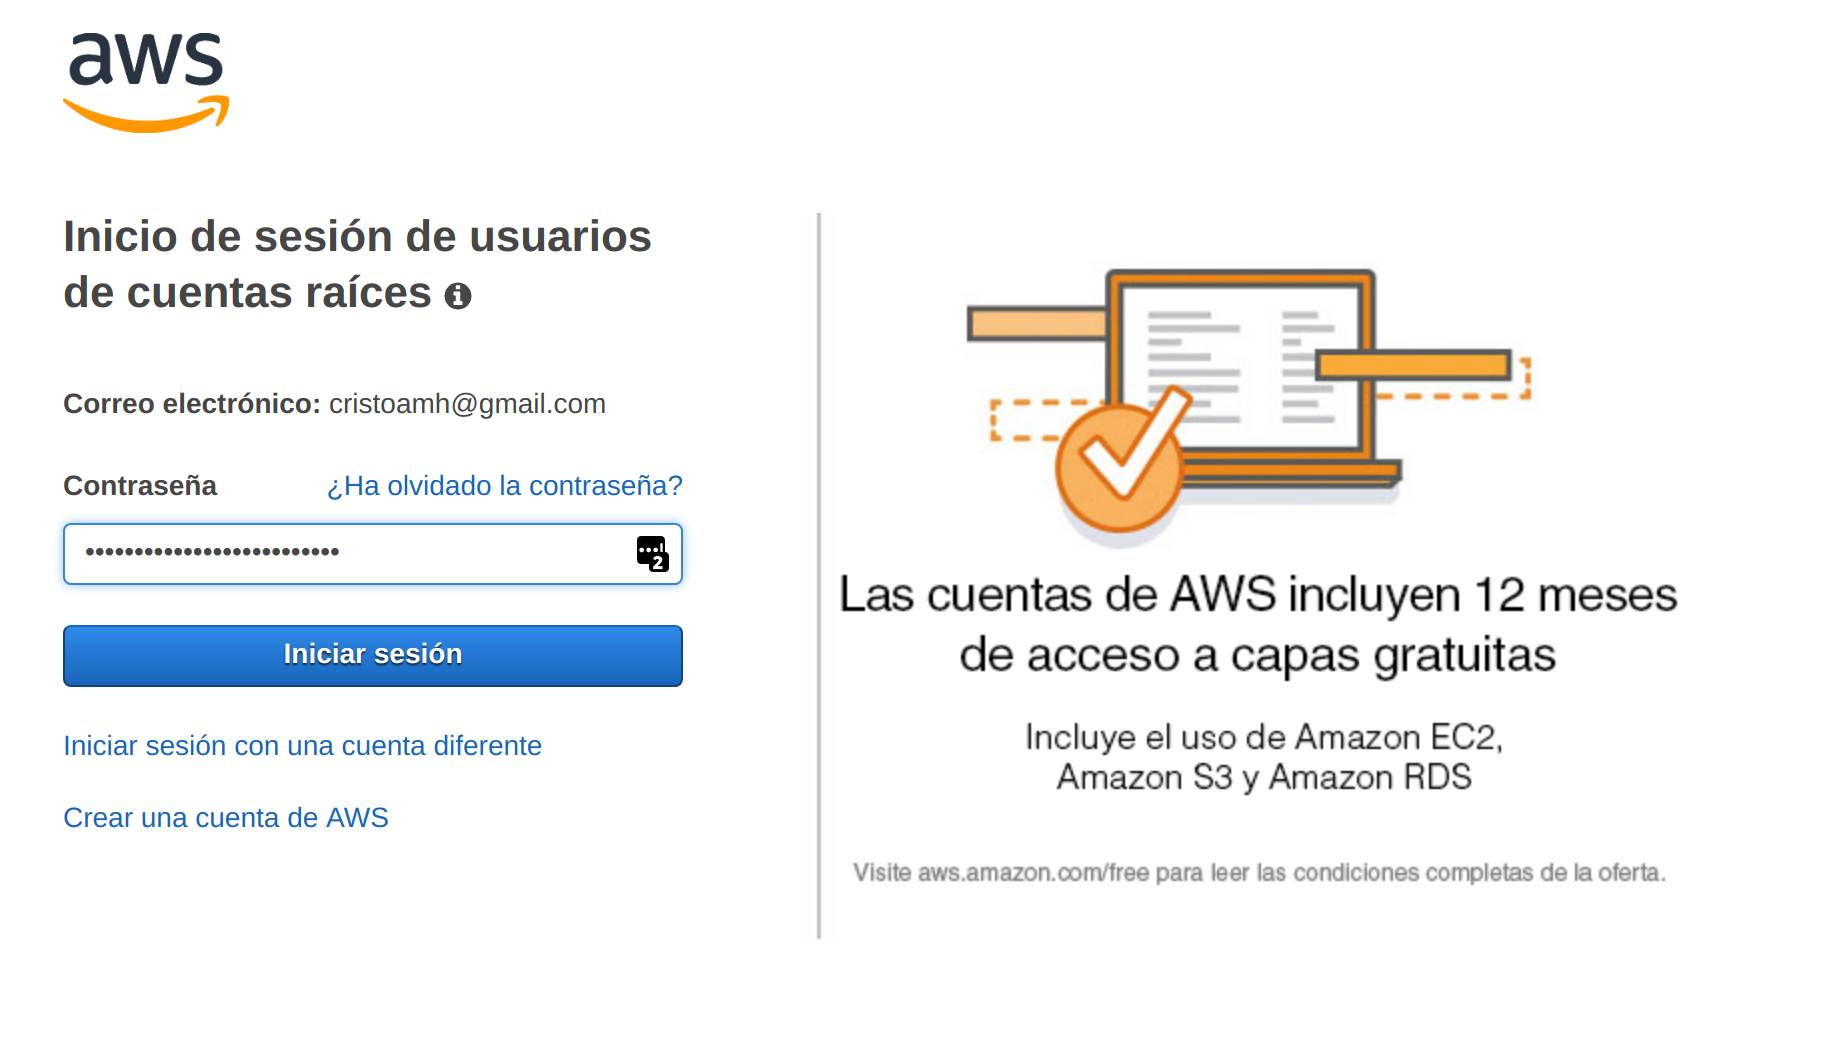 aws
Inicio de sesión de usuarios
de cuentas raíces
Correo electrónico: cristoamh@gmail.com
Contraseña
¿Ha olvidado la contraseña?
••••••••••••••••••••••••••
2
Iniciar sesión
Iniciar sesión con una cuenta diferente
Crear una cuenta de AWS
Las cuentas de AWS incluyen 12 meses
de acceso a capas gratuitas
Incluye el uso de Amazon EC2,
Amazon S3 y Amazon RDS
Visite aws.amazon.com/free para leer las condiciones completas de la oferta.